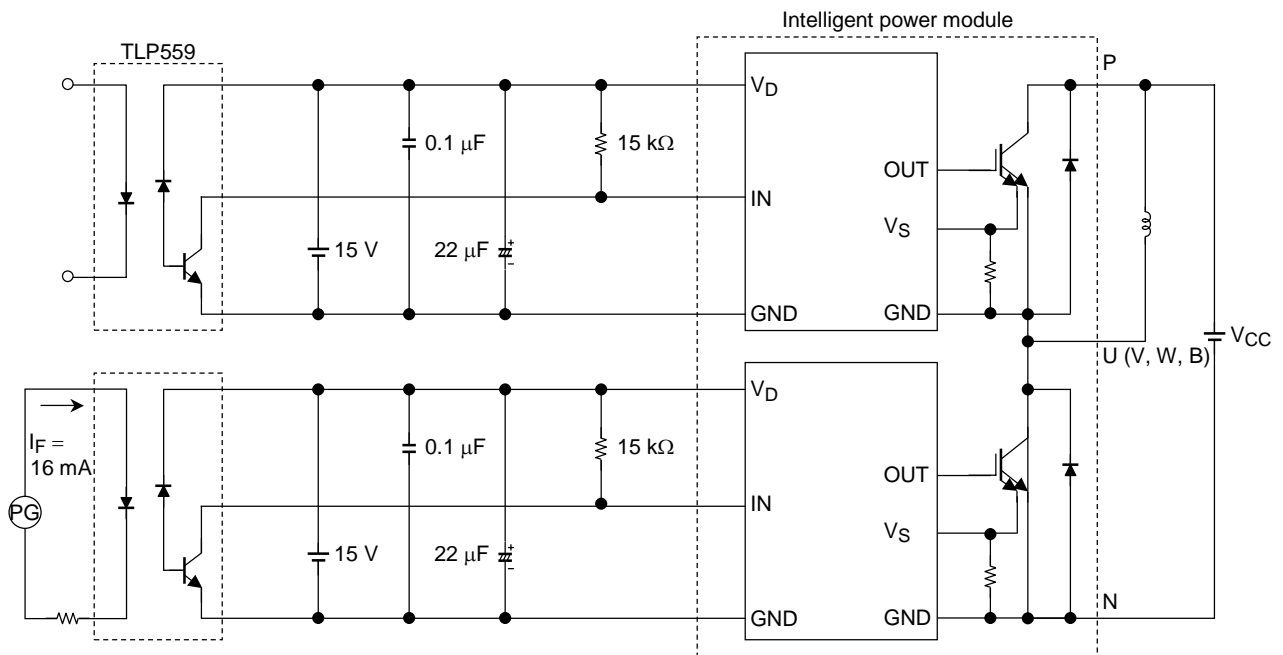 Intelligent power module
TLP559
P
VD
0.1 µF
15 kΩ
OUT
IN
VS
15 V
22 µF
+
−
GND
GND
VCC
U (V, W, B)
VD
IF =
16 mA
0.1 µF
15 kΩ
OUT
PG
IN
VS
15 V
22 µF
+
−
N
GND
GND